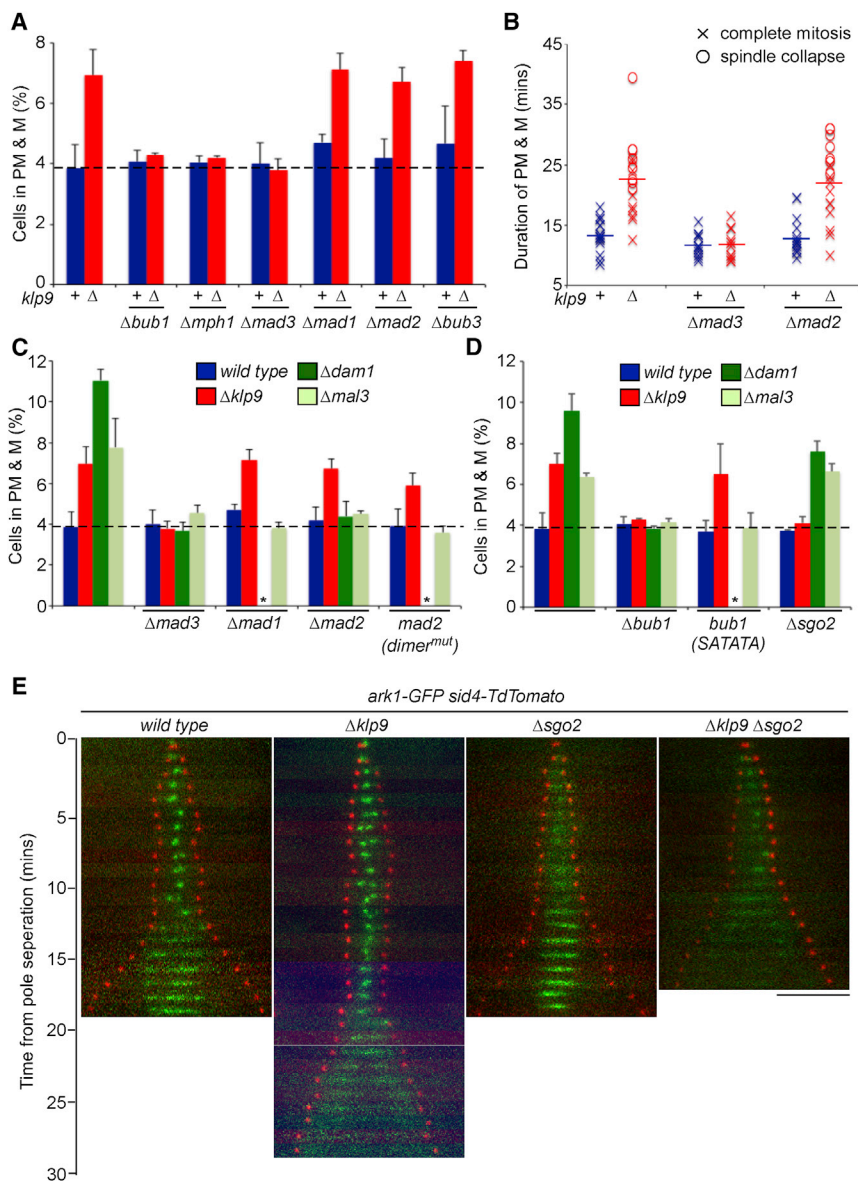 A
Cells in PM & M (%)
8
6
4
2
0
klp9
+ Δ
+ Δ
+ Δ
+ Δ
+ Δ
+ Δ
+ Δ
Δbub1
Δmph1
Δmad3
Δmad1
Δmad2
Δbub3
B
× complete mitosis
○ spindle collapse
Duration of PM & M (mins)
45
35
25
15
5
klp9
+ Δ
+ Δ
+ Δ
Δmad3
Δmad2
C
wild type
Δdam1
Δklp9
Δmal3
Cells in PM & M (%)
12
10
8
6
4
2
0
*
*
Δmad3
Δmad1
Δmad2
mad2
(dimermut)
D
wild type
Δdam1
Δklp9
Δmal3
Cells in PM & M (%)
12
10
8
6
4
2
0
*
Δbub1
bub1
(SATATA)
Δsgo2
E
ark1-GFP sid4-TdTomato
wild type
Δklp9
Δsgo2
Δklp9 Δsgo2
Time from pole seperation (mins)
0
5
10
15
20
25
30